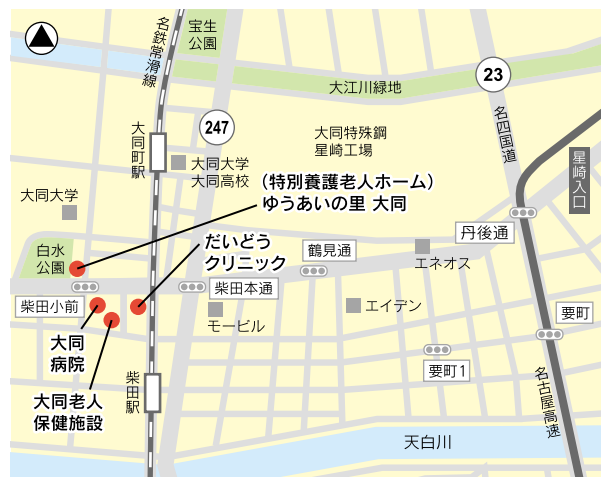 名鉄常滑線
宝生
公園
23
大江川緑地
247
大同特殊鋼
星崎工場
名四国道
大同町駅
大同大学
大同高校
星崎入口
(特別養護老人ホーム)
ゆうあいの里 大同
大同大学
白水
公園
だいどう
クリニック
鶴見通
丹後通
エネオス
柴田小前
柴田本通
モービル
エイデン
要町
大同
病院
要町1
柴田駅
大同老人
保健施設
名古屋高速
天白川